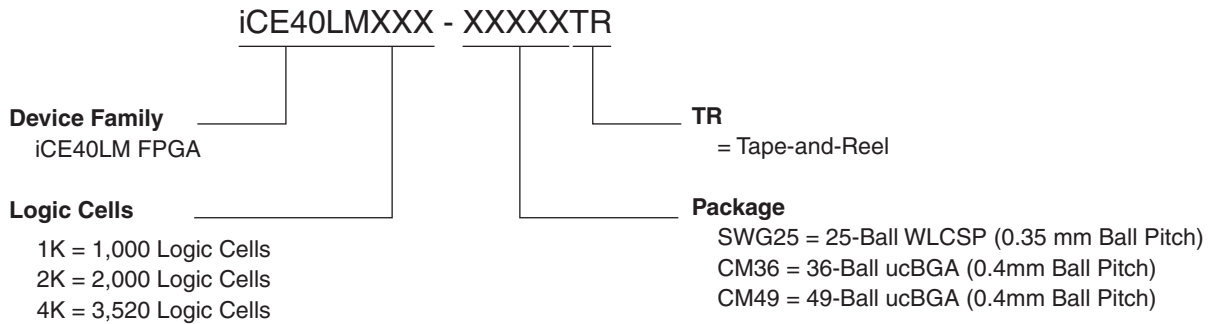 iCE40LMXXX - XXXXXTR
Device Family
iCE40LM FPGA
TR
= Tape-and-Reel
Logic Cells
1K = 1,000 Logic Cells
2K = 2,000 Logic Cells
4K = 3,520 Logic Cells
Package
SWG25 = 25-Ball WLCSP (0.35 mm Ball Pitch)
CM36 = 36-Ball ucBGA (0.4mm Ball Pitch)
CM49 = 49-Ball ucBGA (0.4mm Ball Pitch)